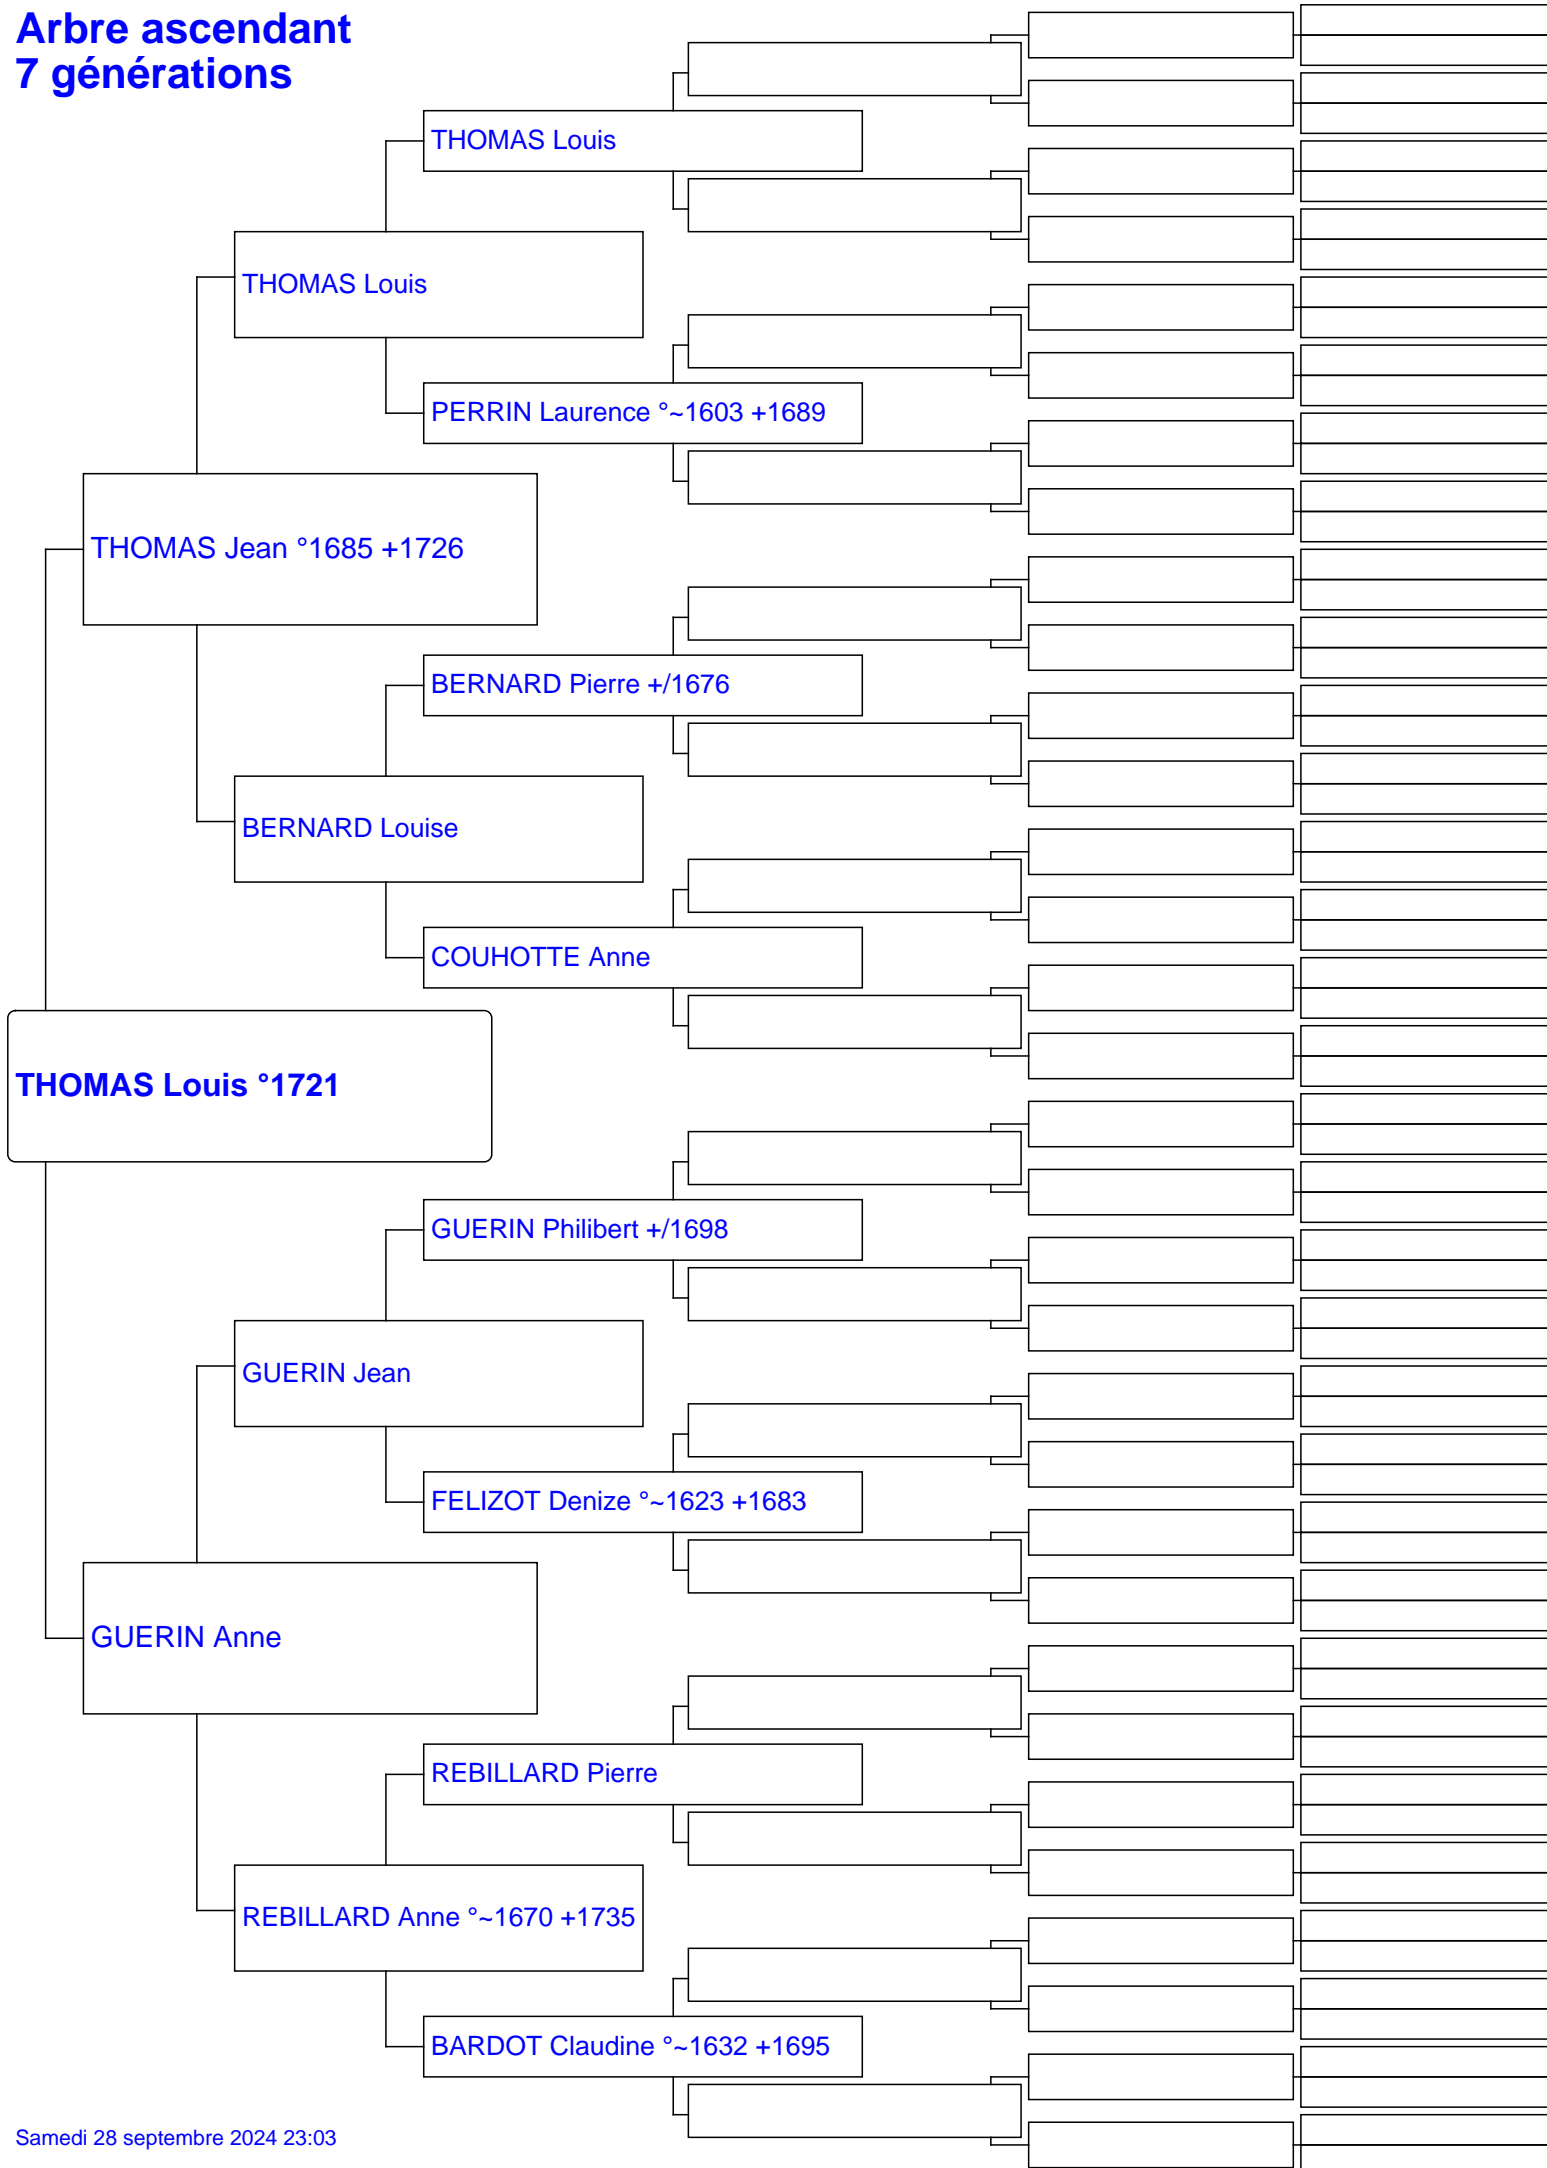 Arbre ascendant
7 générations
THOMAS Louis
THOMAS Louis
PERRIN Laurence °~1603 +1689
THOMAS Jean °1685 +1726
BERNARD Pierre +/1676
BERNARD Louise
COUHOTTE Anne
THOMAS Louis °1721
GUERIN Philibert +/1698
GUERIN Jean
FELIZOT Denize °~1623 +1683
GUERIN Anne
REBILLARD Pierre
REBILLARD Anne °~1670 +1735
BARDOT Claudine °~1632 +1695
Samedi 28 septembre 2024 23:03